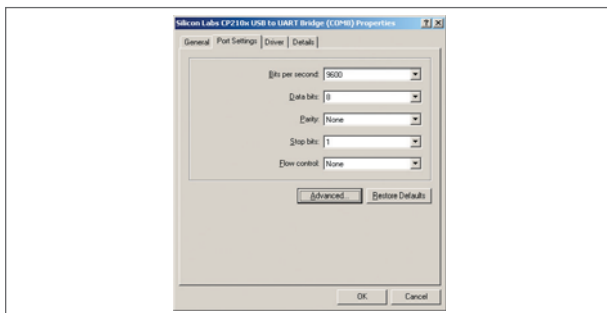 Silicon Labs CP210x USB to UART Bridge (COM8) Properties
General Port Settings Driver Details
Bits per second: 9600
Data bits: 8
Parity: None
Stop bits: 1
Flow control: None
Advanced... Restore Defaults
OK Cancel